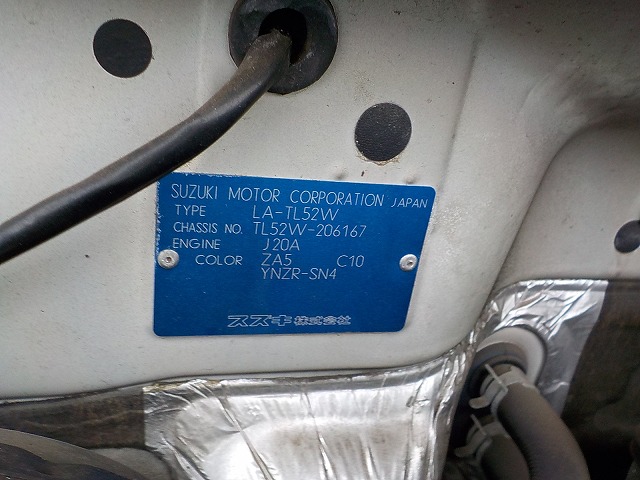 SUZUKI MOTOR CORPORATION JAPAN
TYPE LA-TL52W
CHASSIS NO. TL52W-206167
ENGINE J20A
COLOR ZA5 C10
YNZR-SN4
スズキ株式会社